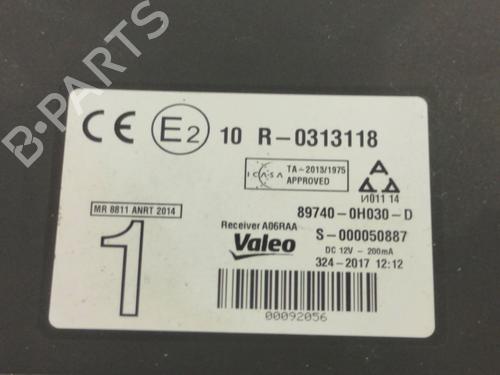 B-PARTS
CE E2 10 R-0313118
ICASA TA-2013/1975
APPROVED
И011 14
MR 8811 ANRT 2014
89740-0H030-D
1
Receiver A06RAA
Valeo
S-000050887
DC 12V - 200mA
324-2017 12:12
00092056